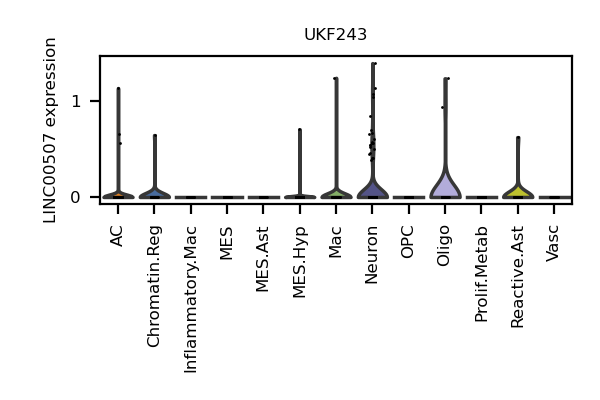 UKF243
LINC00507 expression
1
0
AC
Chromatin.Reg
Inflammatory.Mac
MES
MES.Ast
MES.Hyp
Mac
Neuron
OPC
Oligo
Prolif.Metab
Reactive.Ast
Vasc